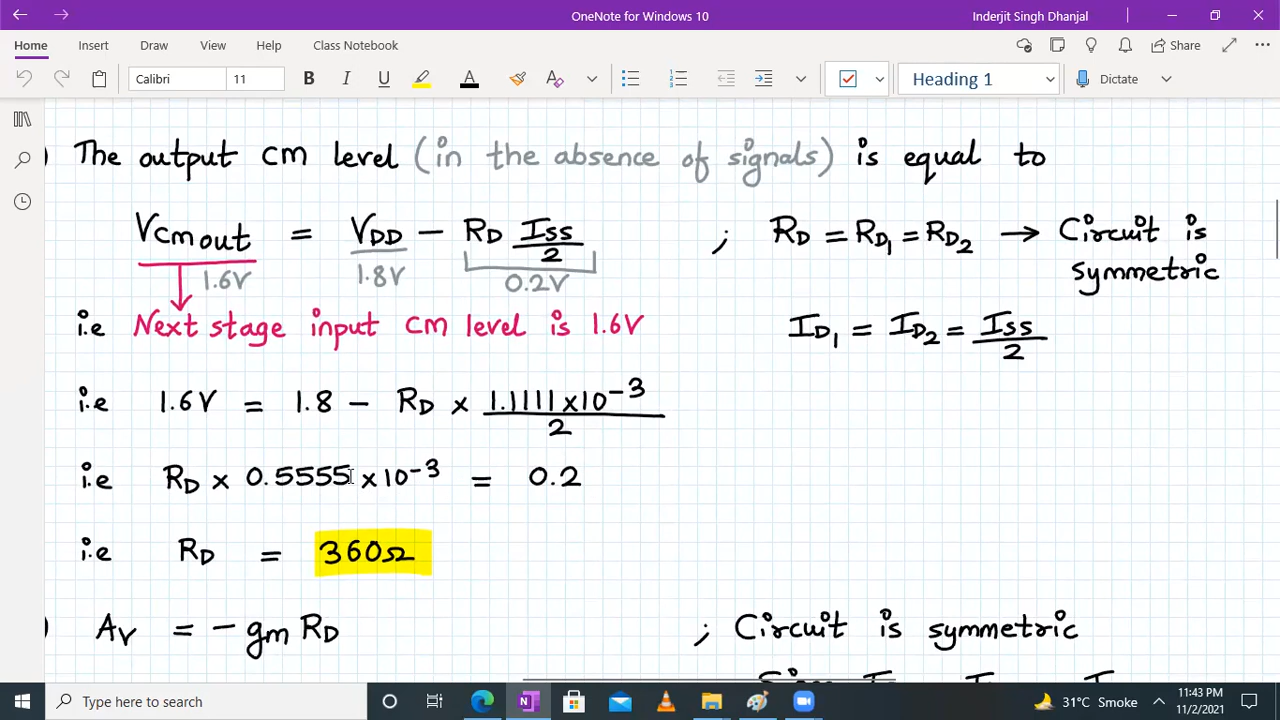 OneNote for Windows 10
Inderjit Singh Dhanjal
Home Insert Draw View Help Class Notebook
Share
Calibri 11 B I A Heading 1 Dictate
) The output CM level (in the absence of signals) is equal to
VCMout = VDD - RD ISS/2 ; RD = RD1 = RD2 → Circuit is
symmetric
1.6V 1.8V 0.2V
i.e Next stage input CM level is 1.6V
ID1 = ID2 = ISS/2
i.e 1.6V = 1.8 - RD × 1.1111×10^-3/2
i.e RD × 0.5555 ×10^-3 = 0.2
i.e RD = 360Ω
) Av = - gm RD ; Circuit is symmetric
Type here to search
31°C Smoke
11:43 PM
11/2/2021